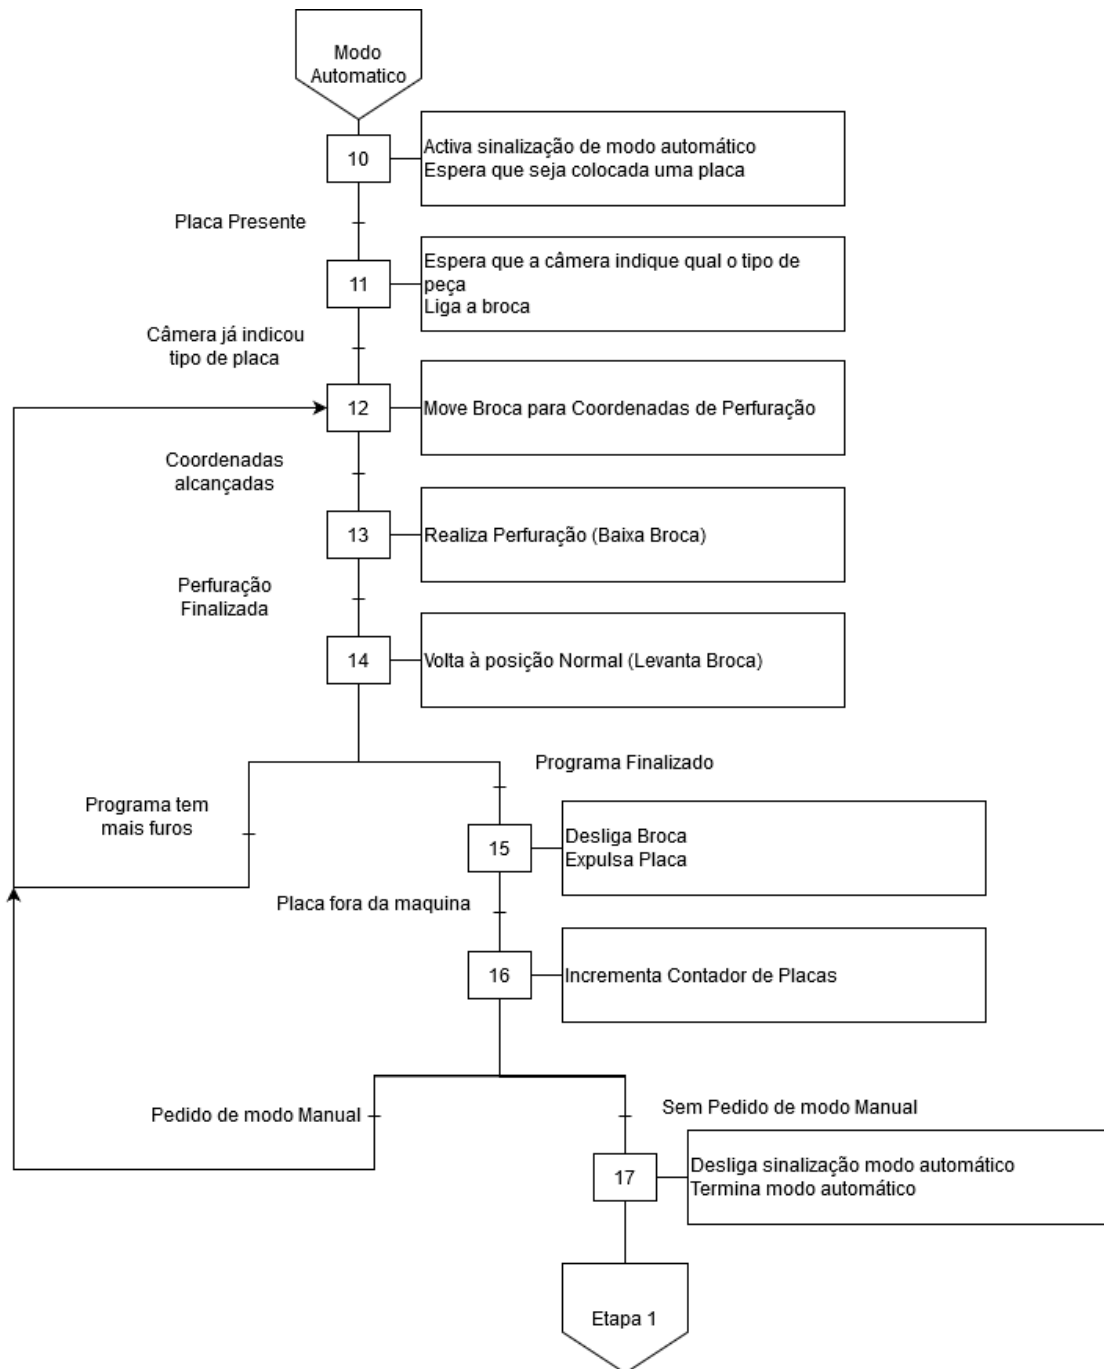 Modo
Automatico
10
Activa sinalização de modo automático
Espera que seja colocada uma placa
Placa Presente
11
Espera que a câmera indique qual o tipo de
peça
Liga a broca
Câmera já indicou
tipo de placa
12
Move Broca para Coordenadas de Perfuração
Coordenadas
alcançadas
13
Realiza Perfuração (Baixa Broca)
Perfuração
Finalizada
14
Volta à posição Normal (Levanta Broca)
Programa Finalizado
Programa tem
mais furos
15
Desliga Broca
Expulsa Placa
Placa fora da maquina
16
Incrementa Contador de Placas
Pedido de modo Manual
Sem Pedido de modo Manual
17
Desliga sinalização modo automático
Termina modo automático
Etapa 1